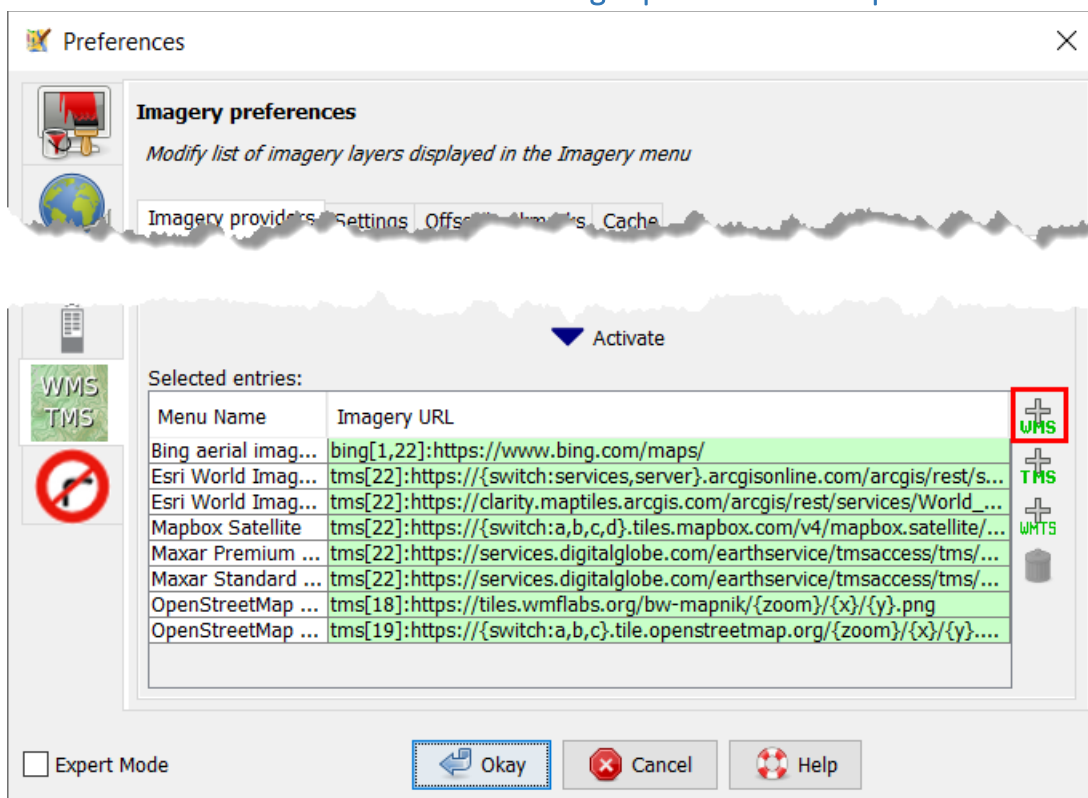 Preferences
Imagery preferences
Modify list of imagery layers displayed in the Imagery menu
Imagery providers Settings Cache
Activate
WMS
TMS
Selected entries:
Menu Name Imagery URL
WMS
Bing aerial imag... bing[1,22]:https://www.bing.com/maps/
Esri World Imag... tms[22]:https://{switch:services,server}.arcgisonline.com/arcgis/rest/s...
TMS
Esri World Imag... tms[22]:https://clarity.maptiles.arcgis.com/arcgis/rest/services/World_...
Mapbox Satellite tms[22]:https://{switch:a,b,c,d}.tiles.mapbox.com/v4/mapbox.satellite/...
WMTS
Maxar Premium ... tms[22]:https://services.digitalglobe.com/earthservice/tmsaccess/tms/...
Maxar Standard ... tms[22]:https://services.digitalglobe.com/earthservice/tmsaccess/tms/...
OpenStreetMap ... tms[18]:https://tiles.wmflabs.org/bw-mapnik/{zoom}/{x}/{y}.png
OpenStreetMap ... tms[19]:https://{switch:a,b,c}.tile.openstreetmap.org/{zoom}/{x}/{y}....
Expert Mode Okay Cancel Help